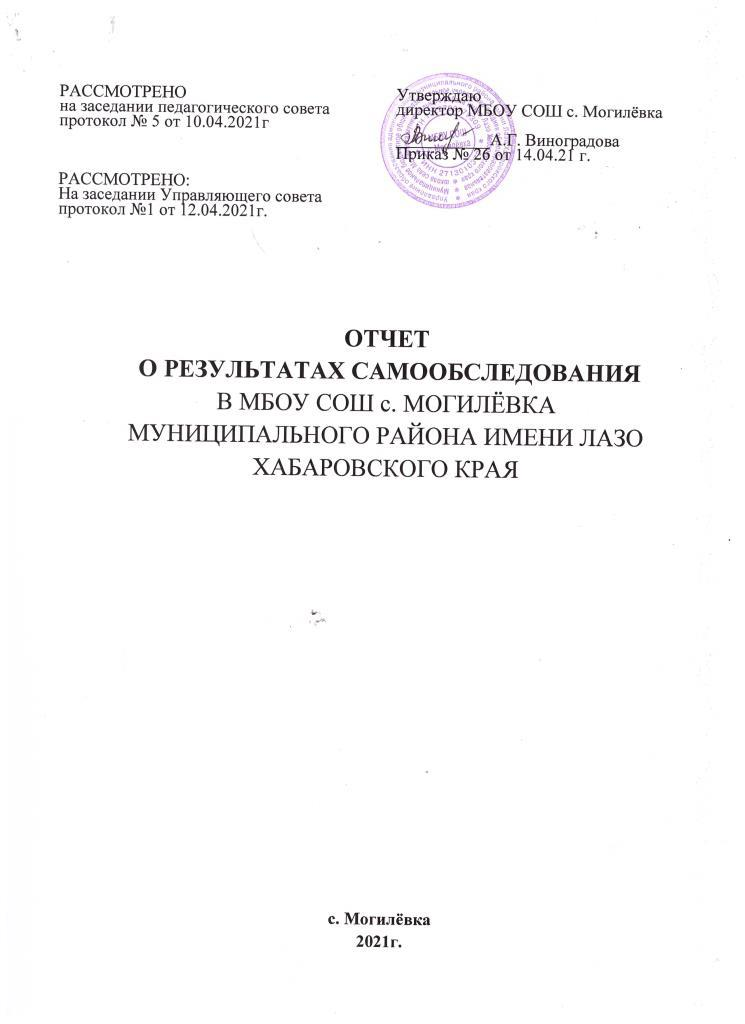 РАССМОТРЕНО
на заседании педагогического совета
протокол № 5 от 10.04.2021г
РАССМОТРЕНО:
На заседании Управляющего совета
протокол №1 от 12.04.2021г.
Утверждаю
директор МБОУ СОШ с. Могилёвка
А.Г. Виноградова
Приказ № 26 от 14.04.21 г.
ОТЧЕТ
О РЕЗУЛЬТАТАХ САМООБСЛЕДОВАНИЯ
В МБОУ СОШ с. МОГИЛЁВКА
МУНИЦИПАЛЬНОГО РАЙОНА ИМЕНИ ЛАЗО
ХАБАРОВСКОГО КРАЯ
с. Могилёвка
2021г.